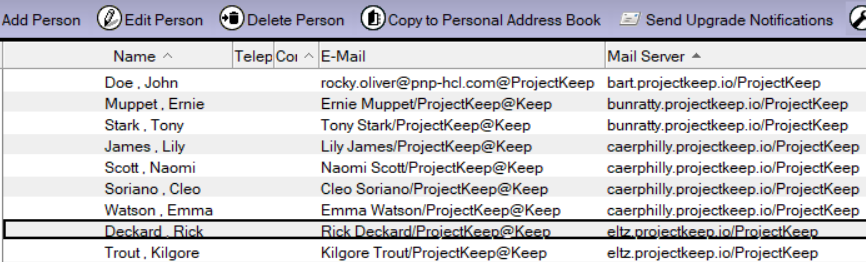 Add Person Edit Person Delete Person Copy to Personal Address Book Send Upgrade Notifications
Name Telep Cor E-Mail Mail Server
Doe , John rocky.oliver@pnp-hcl.com@ProjectKeep bart.projectkeep.io/ProjectKeep
Muppet , Ernie Ernie Muppet/ProjectKeep@Keep bunratty.projectkeep.io/ProjectKeep
Stark , Tony Tony Stark/ProjectKeep@Keep bunratty.projectkeep.io/ProjectKeep
James , Lily Lily James/ProjectKeep@Keep caerphilly.projectkeep.io/ProjectKeep
Scott , Naomi Naomi Scott/ProjectKeep@Keep caerphilly.projectkeep.io/ProjectKeep
Soriano , Cleo Cleo Soriano/ProjectKeep@Keep caerphilly.projectkeep.io/ProjectKeep
Watson , Emma Emma Watson/ProjectKeep@Keep caerphilly.projectkeep.io/ProjectKeep
Deckard , Rick Rick Deckard/ProjectKeep@Keep eltz.projectkeep.io/ProjectKeep
Trout , Kilgore Kilgore Trout/ProjectKeep@Keep eltz.projectkeep.io/ProjectKeep